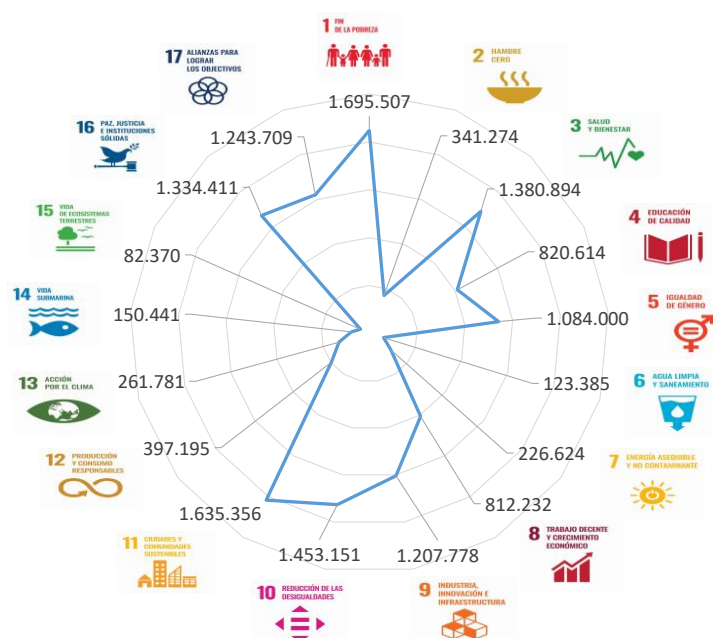 1 FIN
DE LA POBREZA
1.695.507
2 HAMBRE
CERO
341.274
3 SALUD
Y BIENESTAR
1.380.894
4 EDUCACIÓN
DE CALIDAD
820.614
5 IGUALDAD
DE GÉNERO
1.084.000
6 AGUA LIMPIA
Y SANEAMIENTO
123.385
7 ENERGÍA ASEQUIBLE
Y NO CONTAMINANTE
226.624
8 TRABAJO DECENTE
Y CRECIMIENTO
ECONÓMICO
812.232
9 INDUSTRIA,
INNOVACIÓN E
INFRAESTRUCTURA
1.207.778
10 REDUCCIÓN DE LAS
DESIGUALDADES
1.453.151
11 CIUDADES Y
COMUNIDADES
SOSTENIBLES
1.635.356
12 PRODUCCIÓN
Y CONSUMO
RESPONSABLES
397.195
13 ACCIÓN
POR EL CLIMA
261.781
14 VIDA
SUBMARINA
150.441
15 VIDA
DE ECOSISTEMAS
TERRESTRES
82.370
16 PAZ, JUSTICIA
E INSTITUCIONES
SÓLIDAS
1.334.411
17 ALIANZAS PARA
LOGRAR
LOS OBJECTIVOS
1.243.709